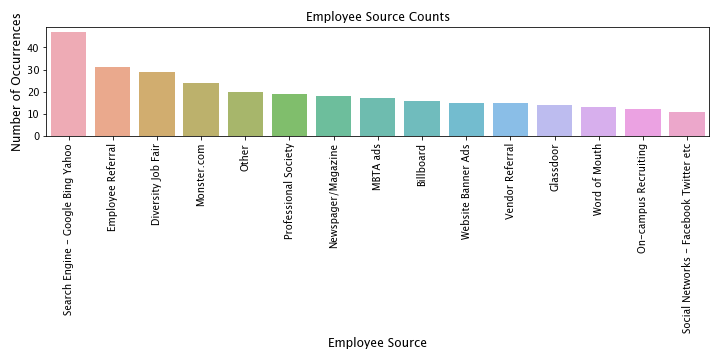 Employee Source Counts
Number of Occurrences
40
30
20
10
0
Search Engine - Google Bing Yahoo
Employee Referral
Diversity Job Fair
Monster.com
Other
Professional Society
Newspager/Magazine
MBTA ads
Billboard
Website Banner Ads
Vendor Referral
Glassdoor
Word of Mouth
On-campus Recruiting
Social Networks - Facebook Twitter etc
Employee Source